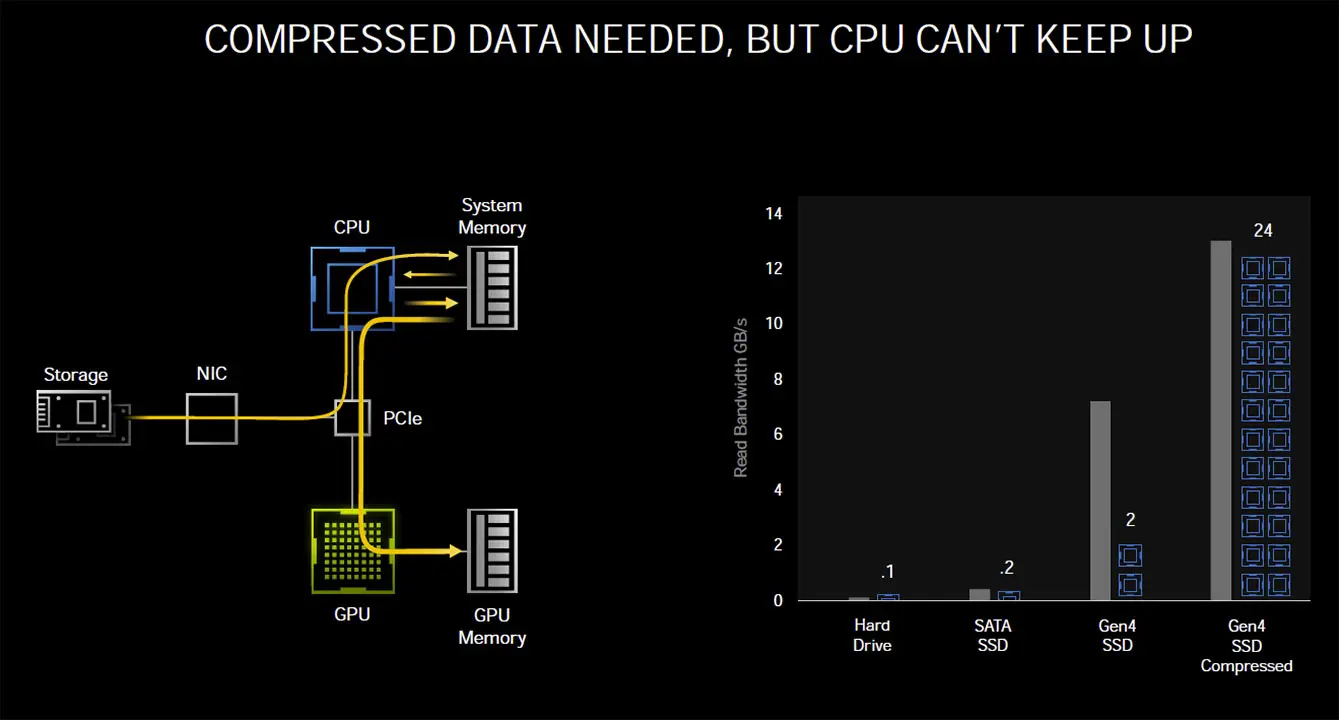 COMPRESSED DATA NEEDED, BUT CPU CAN'T KEEP UP
System
Memory
CPU
Storage
NIC
PCIe
GPU
GPU
Memory
Read Bandwidth GB/s
14
12
10
8
6
4
2
0
.1
.2
2
24
Hard
Drive
SATA
SSD
Gen4
SSD
Gen4
SSD
Compressed